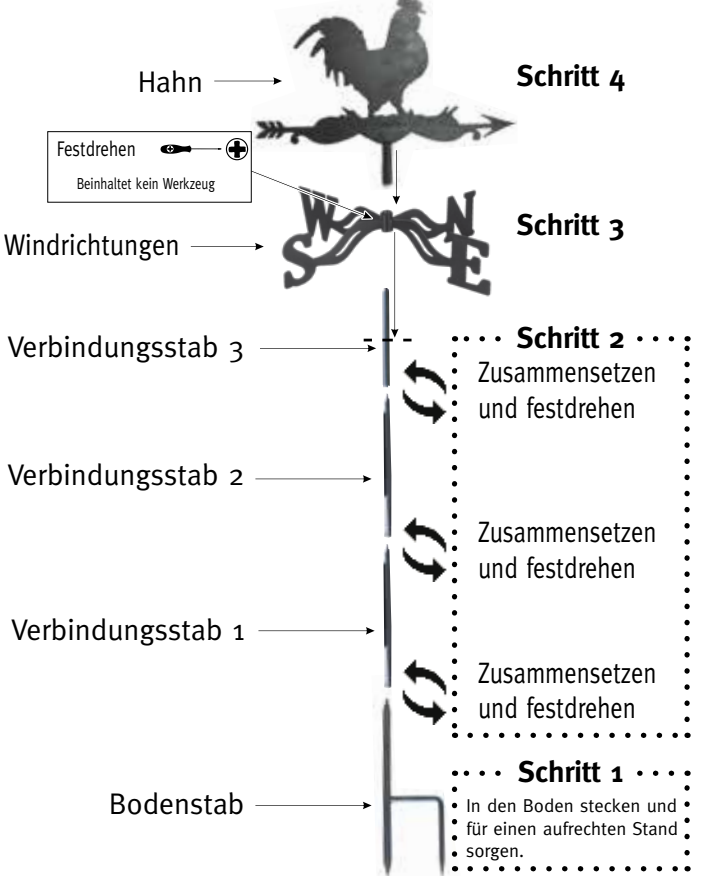 Hahn
Schritt 4
Festdrehen
Beinhaltet kein Werkzeug
W N
S E
Schritt 3
Windrichtungen
Verbindungsstab 3
Schritt 2
Zusammensetzen
und festdrehen
Verbindungsstab 2
Zusammensetzen
und festdrehen
Verbindungsstab 1
Zusammensetzen
und festdrehen
Bodenstab
Schritt 1
In den Boden stecken und
für einen aufrechten Stand
sorgen.